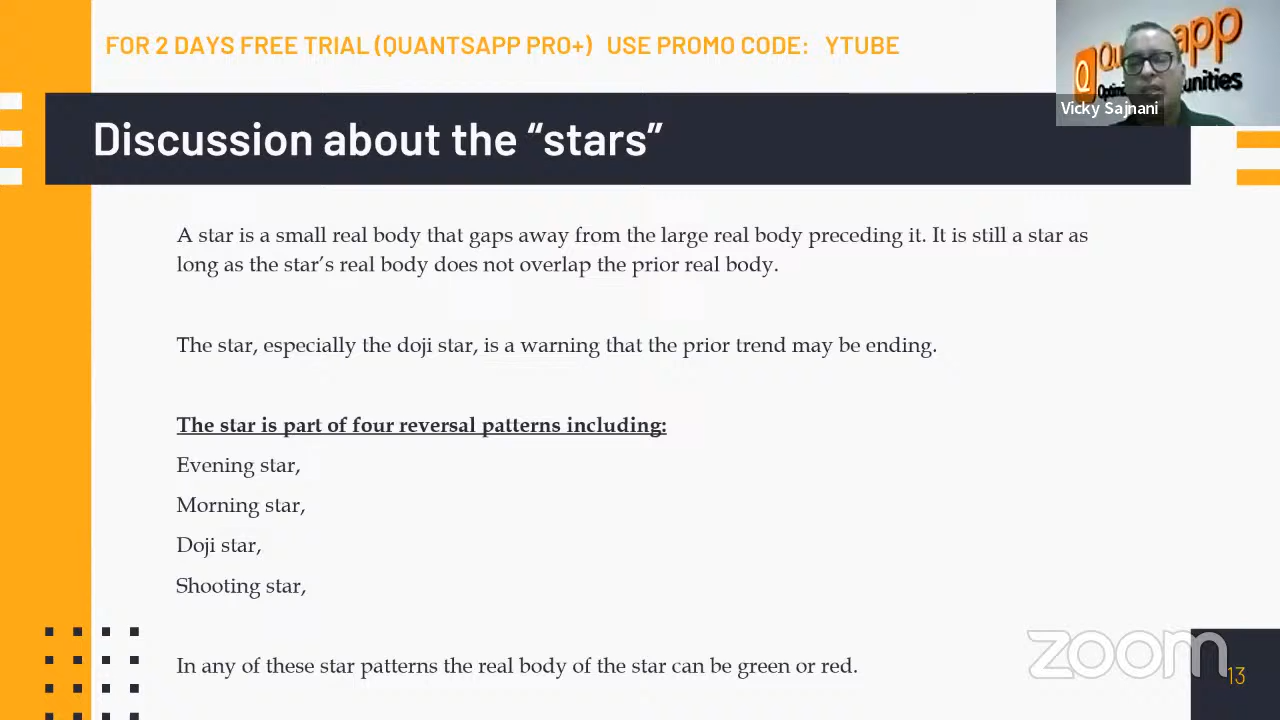 FOR 2 DAYS FREE TRIAL (QUANTSAPP PRO+) USE PROMO CODE: YTUBE
Vicky Sajnani
Discussion about the “stars”
A star is a small real body that gaps away from the large real body preceding it. It is still a star as
long as the star’s real body does not overlap the prior real body.
The star, especially the doji star, is a warning that the prior trend may be ending.
The star is part of four reversal patterns including:
Evening star,
Morning star,
Doji star,
Shooting star,
In any of these star patterns the real body of the star can be green or red.
zoom
13